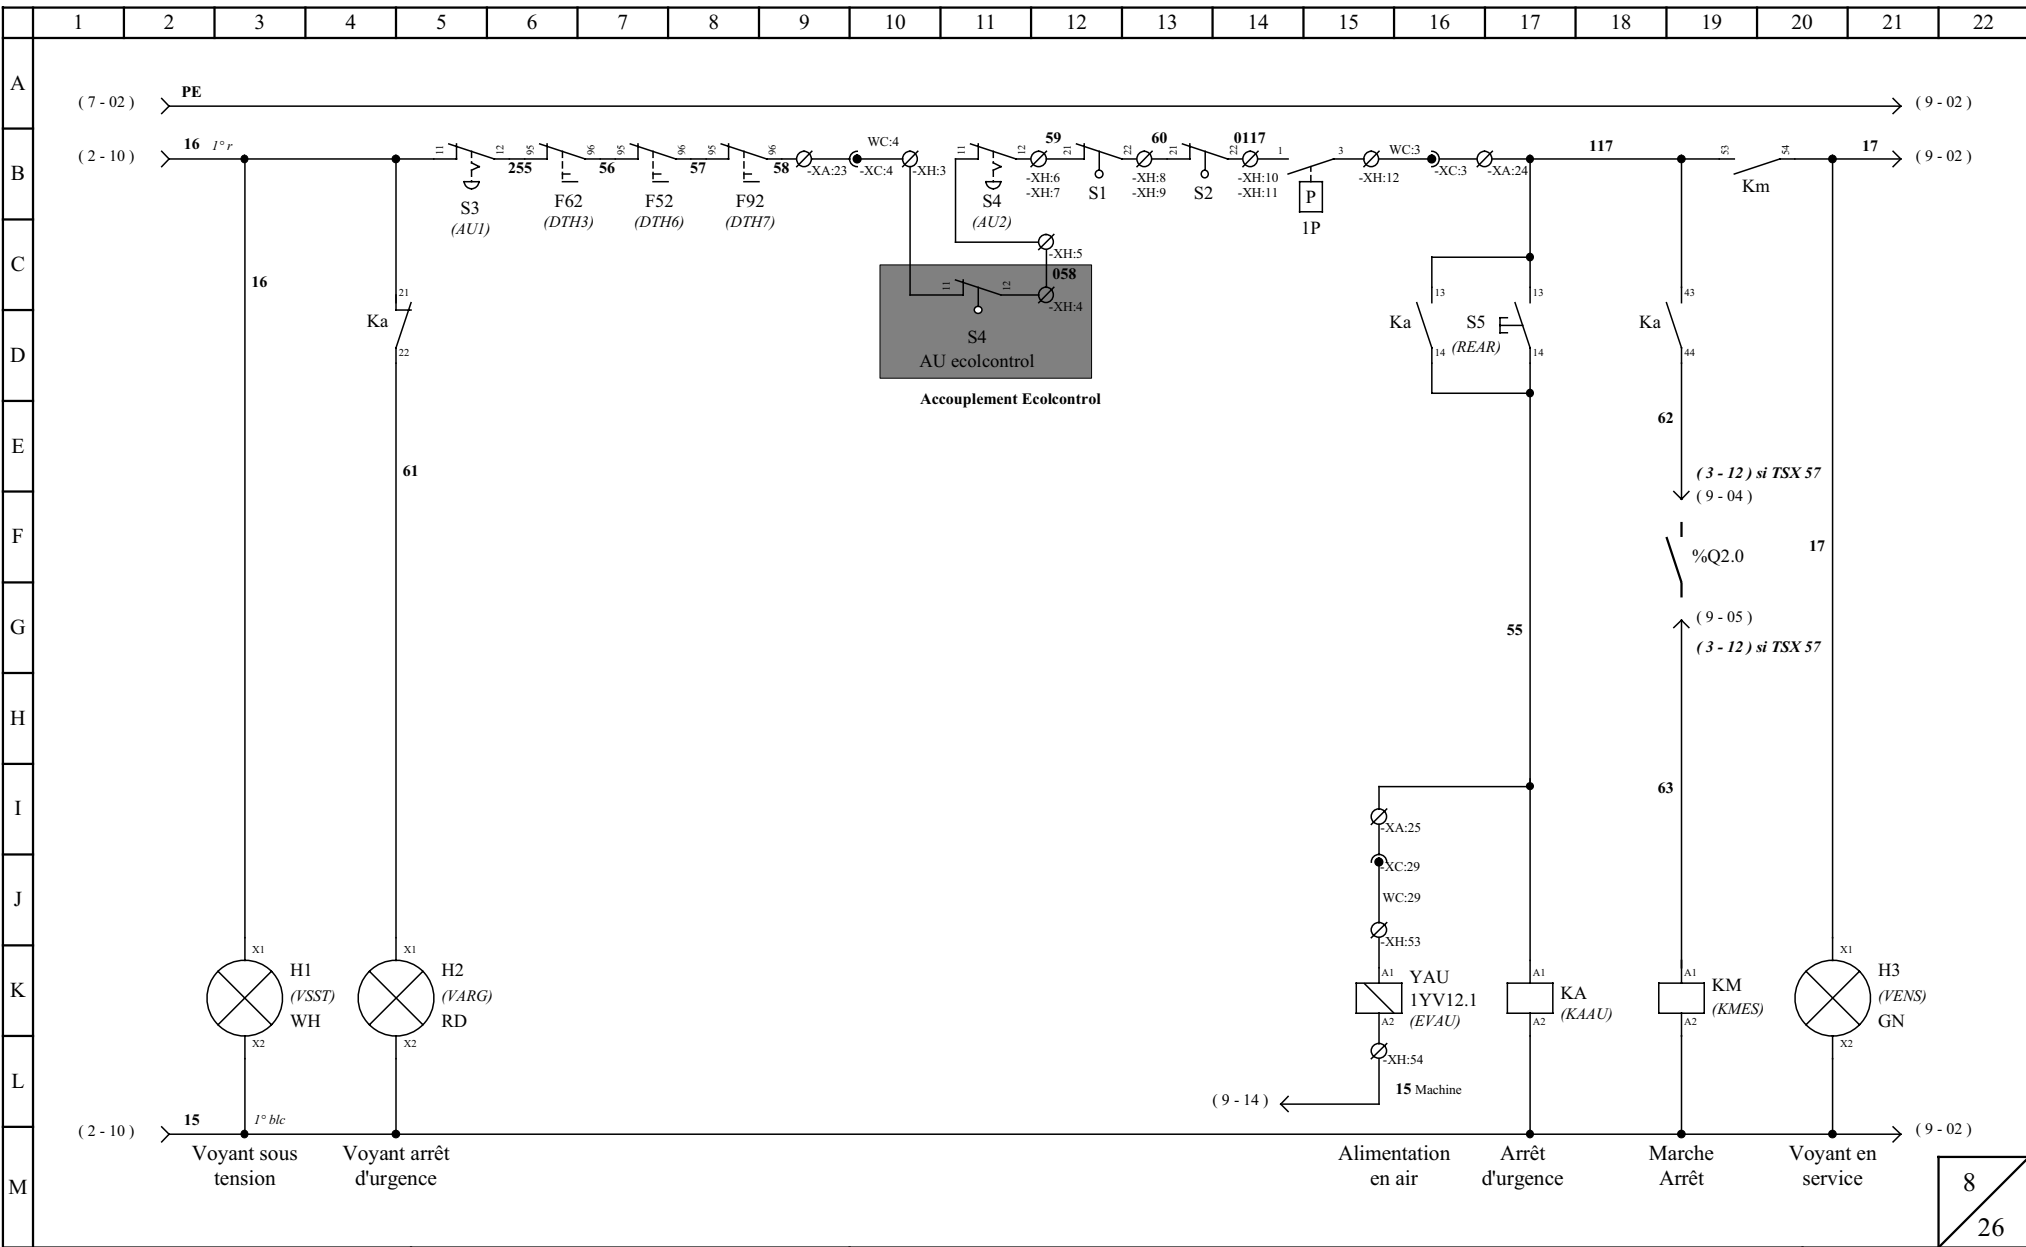 1 2 3 4 5 6 7 8 9 10 11 12 13 14 15 16 17 18 19 20 21 22
A
( 7 - 02 ) PE ( 9 - 02 )
B
( 2 - 10 ) 16 1° r
11 12 255 95 96 56 95 96 57 95 96 58
-XA:23 -XC:4 WC:4 -XH:3
11 12 59 21 22 60 21 22 0117 1 3 WC:3
-XH:6
-XH:7
-XH:8
-XH:9
-XH:10
-XH:11
-XH:12 -XC:3 -XA:24
117 53 54 17 ( 9 - 02 )
S3
(AU1)
F62
(DTH3)
F52
(DTH6)
F92
(DTH7)
S4
(AU2)
S1
S2
P
1P
Km
C
16
-XH:5
058
11 12
-XH:4
S4
AU ecolcontrol
Accouplement Ecolcontrol
21
Ka
22
13
Ka
14
13
S5
(REAR)
14
43
Ka
44
D
E
61
62
( 3 - 12 ) si TSX 57
( 9 - 04 )
F
%Q2.0
17
G
55
( 9 - 05 )
( 3 - 12 ) si TSX 57
H
I
63
-XA:25
J
-XC:29
WC:29
-XH:53
K
X1
H1
(VSST)
WH
X2
X1
H2
(VARG)
RD
X2
A1
YAU
1YV12.1
(EVAU)
A2
A1
KA
(KAAU)
A2
A1
KM
(KMES)
A2
X1
H3
(VENS)
GN
X2
L
-XH:54
15 Machine
( 9 - 14 )
( 2 - 10 ) 15 1° blc ( 9 - 02 )
M
Voyant sous
tension
Voyant arrêt
d'urgence
Alimentation
en air
Arrêt
d'urgence
Marche
Arrêt
Voyant en
service
8
26